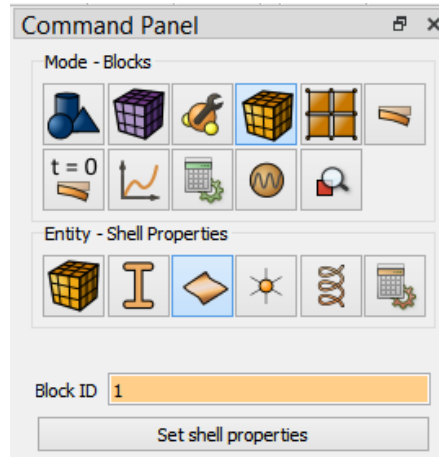 Command Panel
Mode - Blocks
t = 0
Entity - Shell Properties
Block ID 1
Set shell properties